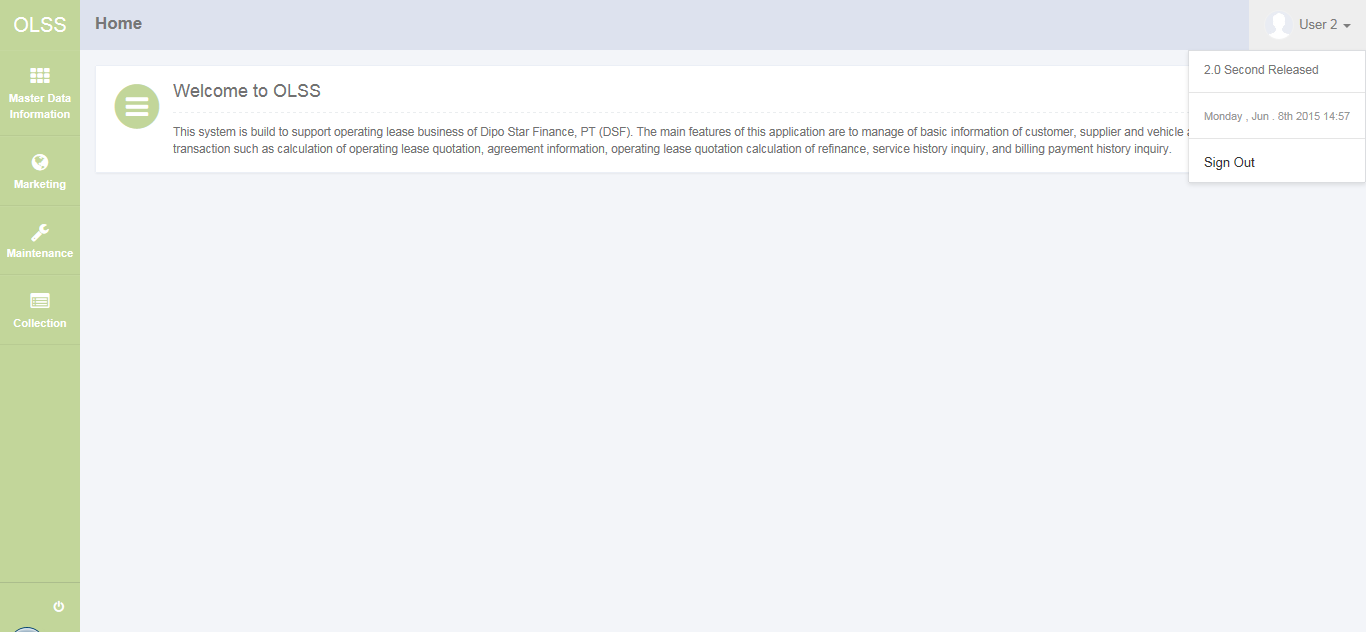 OLSS
Home
User 2
2.0 Second Released
Monday , Jun . 8th 2015 14:57
Sign Out
Master Data
Information
Marketing
Maintenance
Collection
Welcome to OLSS
This system is build to support operating lease business of Dipo Star Finance, PT (DSF). The main features of this application are to manage of basic information of customer, supplier and vehicle
transaction such as calculation of operating lease quotation, agreement information, operating lease quotation calculation of refinance, service history inquiry, and billing payment history inquiry.